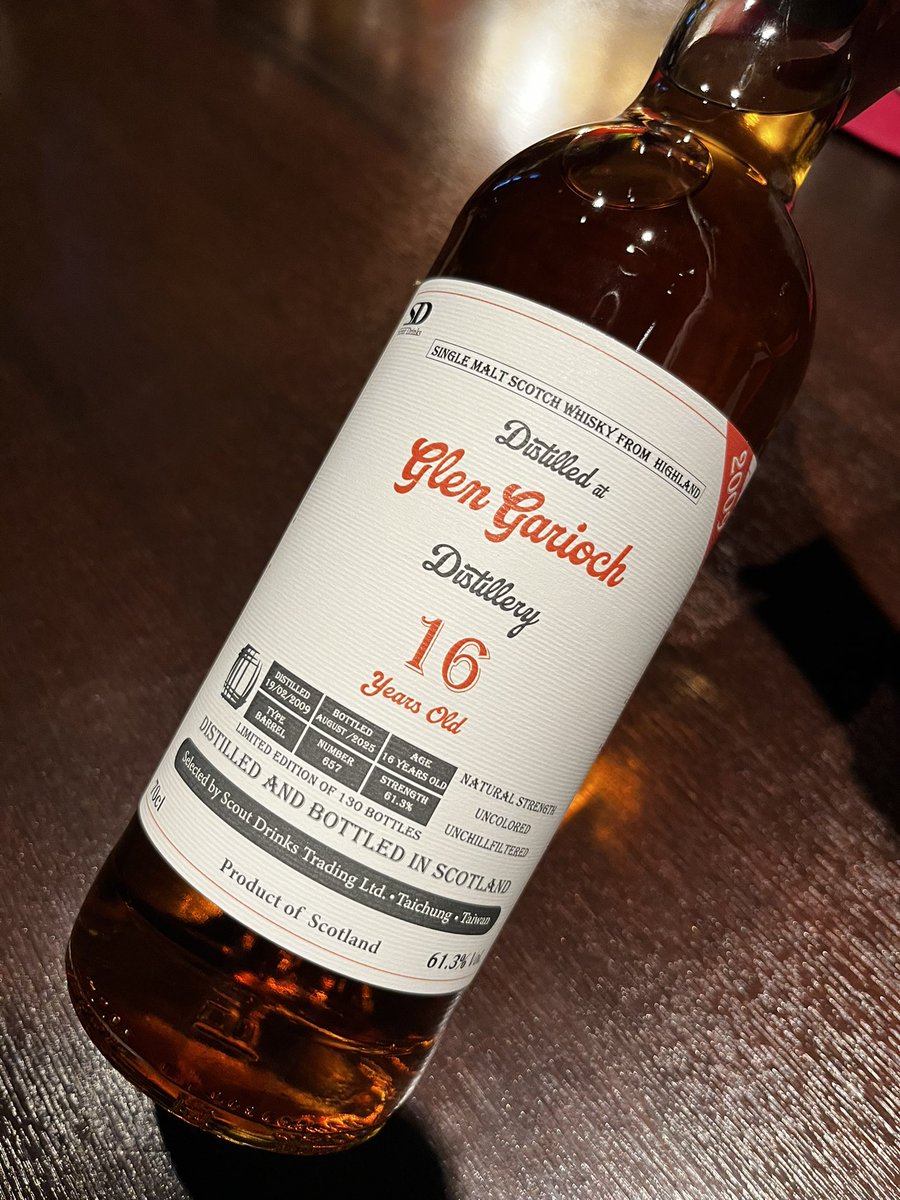 SD
Scout Drinks
SINGLE MALT SCOTCH WHISKY FROM HIGHLAND
Distilled at
Glen Garioch
Distillery
16
Years Old
DISTILLED
19/02/2009
BOTTLED
AUGUST /2025
AGE
16 YEARS OLD
TYPE
BARREL
NUMBER
657
STRENGTH
61.3%
NATURAL STRENGTH
UNCOLORED
UNCHILLFILTERED
LIMITED EDITION OF 130 BOTTLES
DISTILLED AND BOTTLED IN SCOTLAND
Selected by Scout Drinks Trading Ltd. • Taichung • Taiwan
70cl
Product of Scotland
61.3% Vol